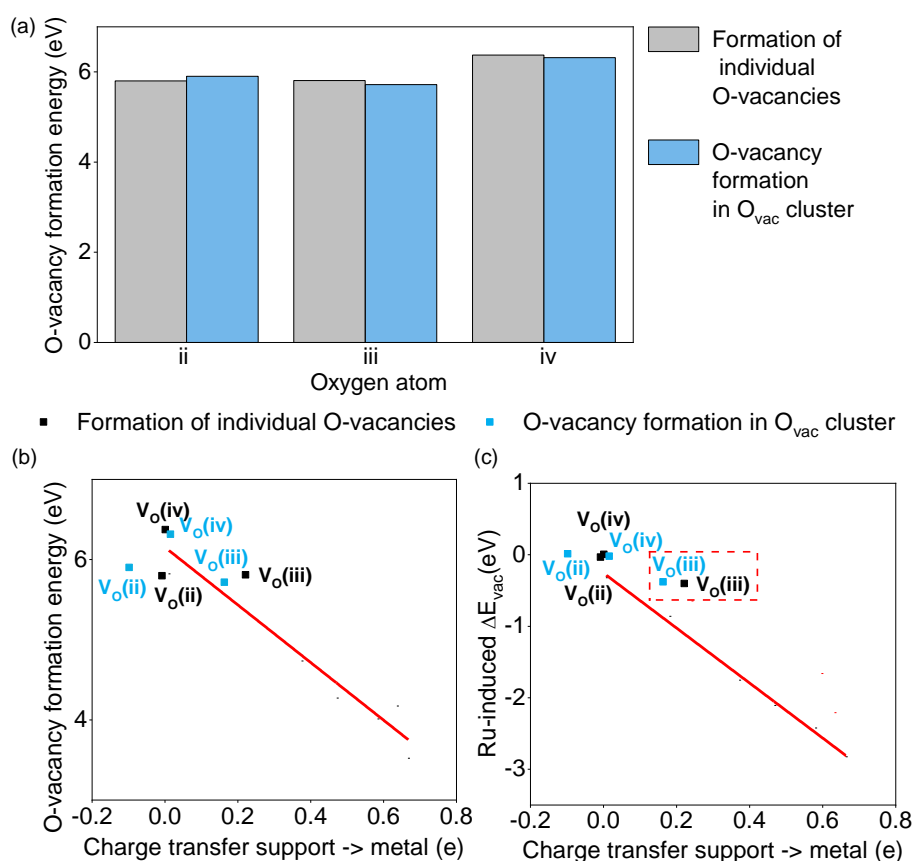 (a)
O-vacancy formation energy (eV)
6
4
2
0
ii
iii
iv
Oxygen atom
Formation of
individual
O-vacancies
O-vacancy
formation
in Ovac cluster
Formation of individual O-vacancies
O-vacancy formation in Ovac cluster
(b)
O-vacancy formation energy (eV)
6
4
VO(iv)
VO(iv)
VO(iii)
VO(ii)
VO(ii)
VO(iii)
-0.2
0.0
0.2
0.4
0.6
0.8
Charge transfer support -> metal (e)
(c)
Ru-induced ΔEvac(eV)
1
0
-1
-2
-3
VO(iv)
VO(iv)
VO(ii)
VO(iii)
VO(ii)
VO(iii)
-0.2
0.0
0.2
0.4
0.6
0.8
Charge transfer support -> metal (e)